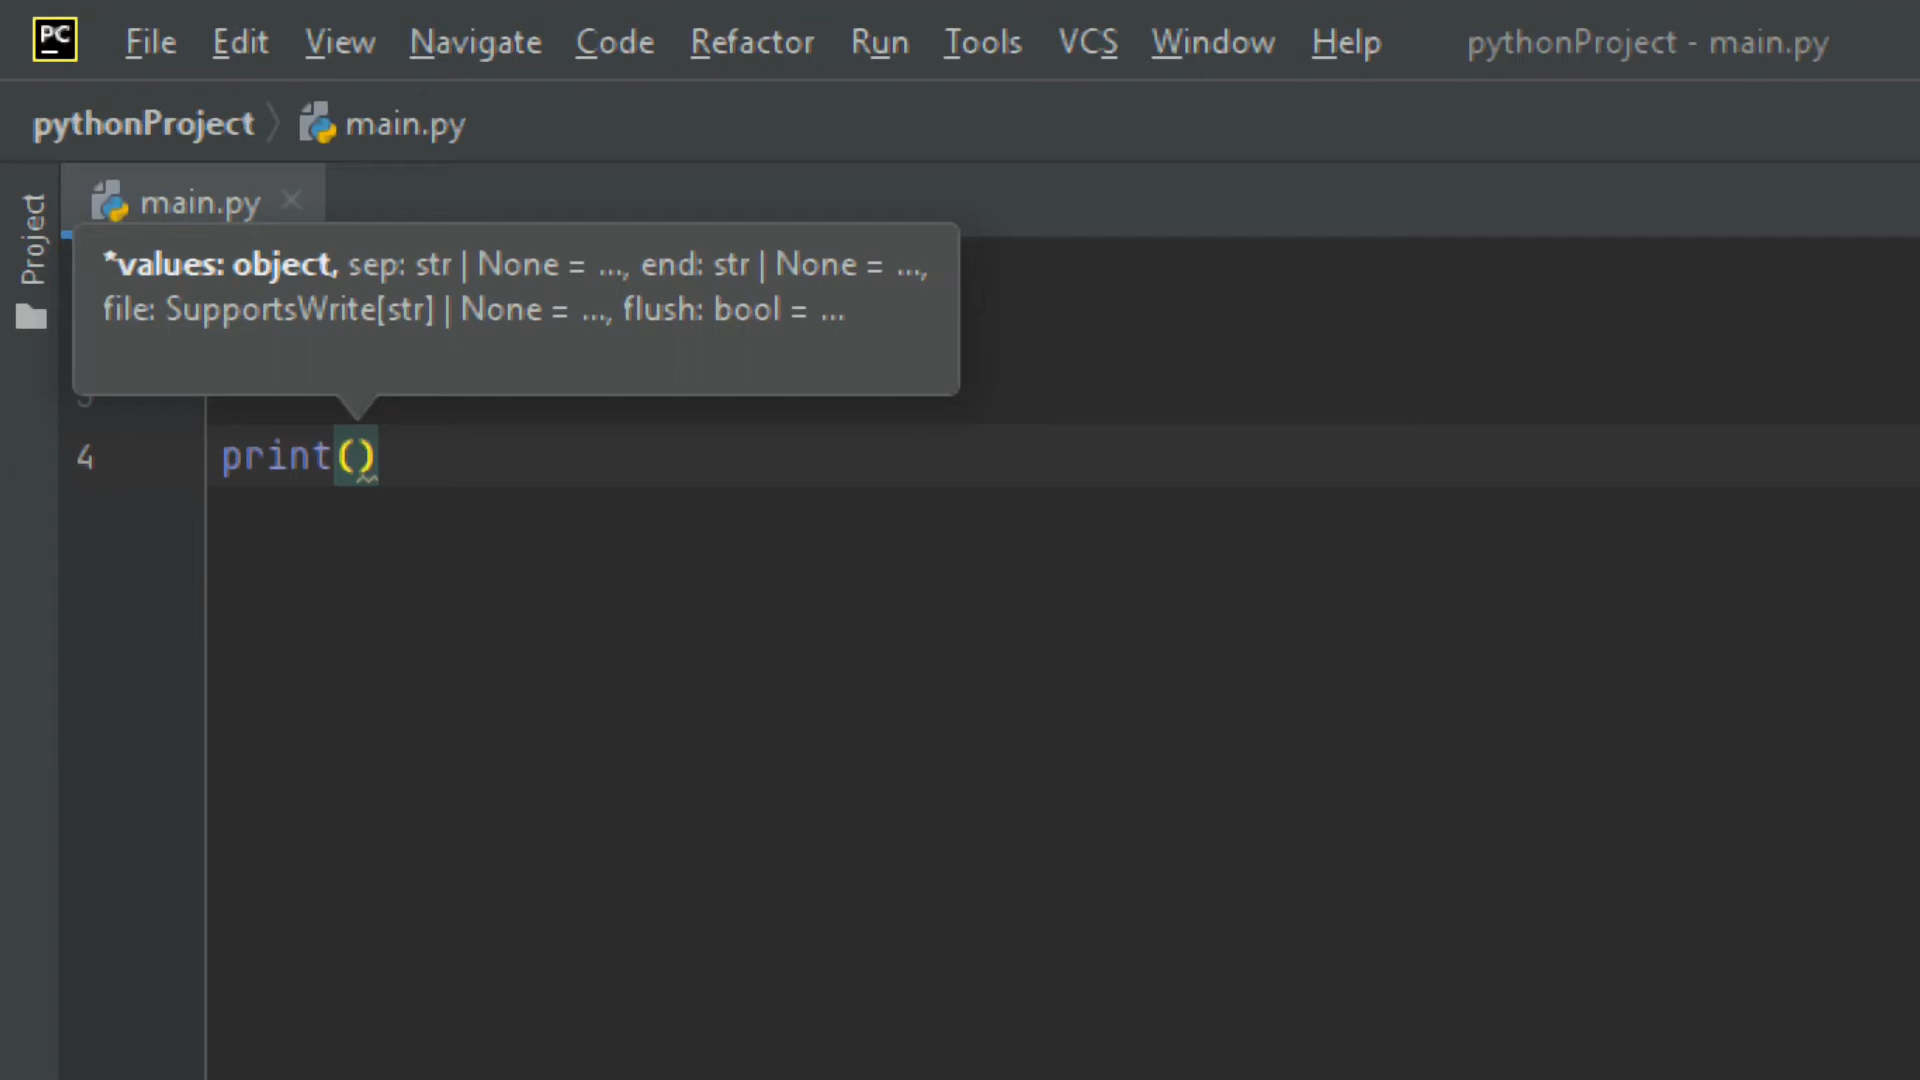 PC File Edit View Navigate Code Refactor Run Tools VCS Window Help pythonProject - main.py
pythonProject main.py
main.py
Project
*values: object, sep: str | None = ..., end: str | None = ...,
file: SupportsWrite[str] | None = ..., flush: bool = ...
4 print()